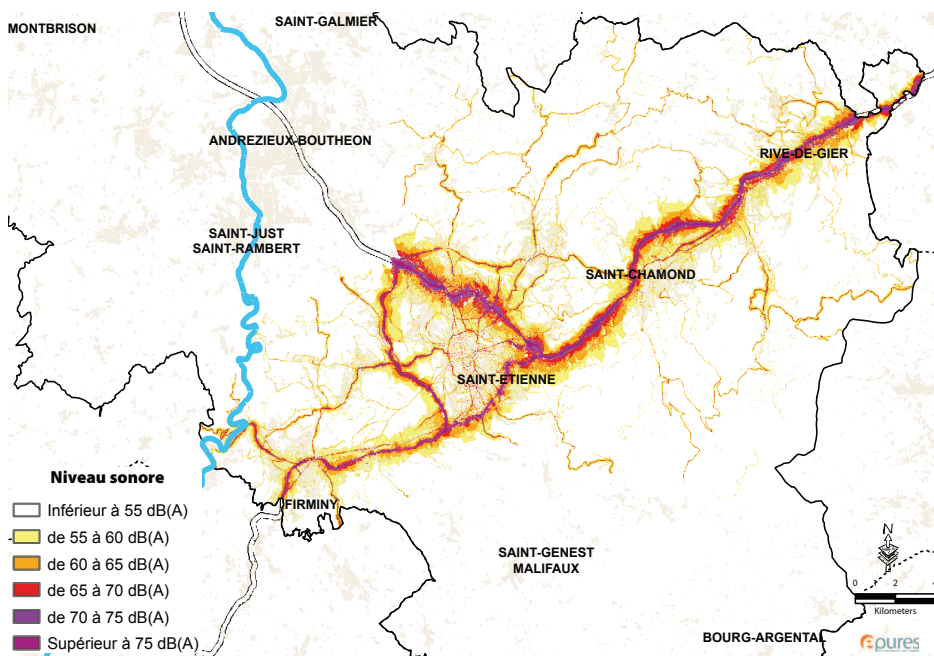 SAINT-GALMIER
MONTBRISON
ANDREZIEUX-BOUTHEON
RIVE-DE-GIER
SAINT-JUST
SAINT-RAMBERT
SAINT-CHAMOND
SAINT-ETIENNE
Niveau sonore
Inférieur à 55 dB(A)
de 55 à 60 dB(A)
de 60 à 65 dB(A)
de 65 à 70 dB(A)
de 70 à 75 dB(A)
Supérieur à 75 dB(A)
FIRMINY
SAINT-GENEST
MALIFAUX
N
0 2 4
Kilometers
BOURG-ARGENTAL
epures